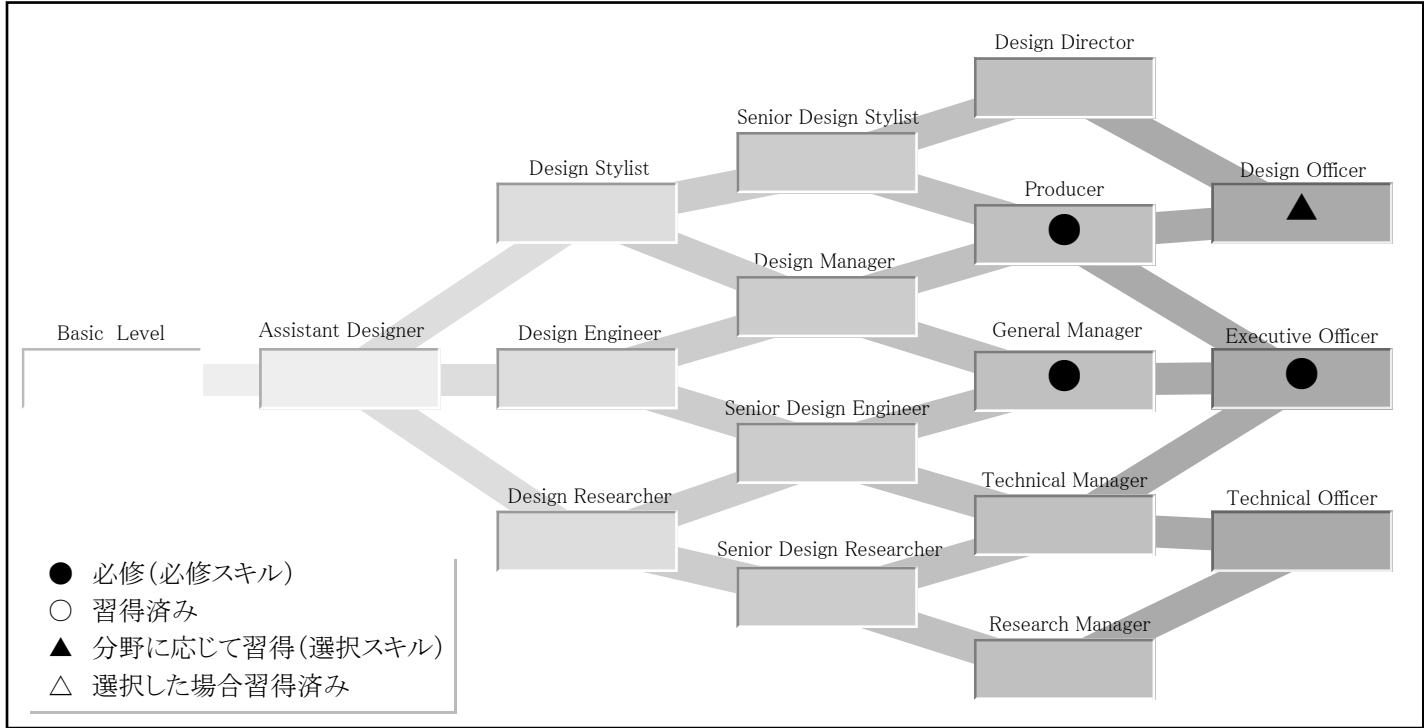 Design Director
Senior Design Stylist
Design Stylist
Design Officer
Producer
●
▲
Design Manager
Basic Level
Assistant Designer
Design Engineer
General Manager
Executive Officer
●
●
Senior Design Engineer
Design Researcher
Technical Manager
Technical Officer
Senior Design Researcher
Research Manager
● 必修（必修スキル）
○ 習得済み
▲ 分野に応じて習得（選択スキル）
△ 選択した場合習得済み